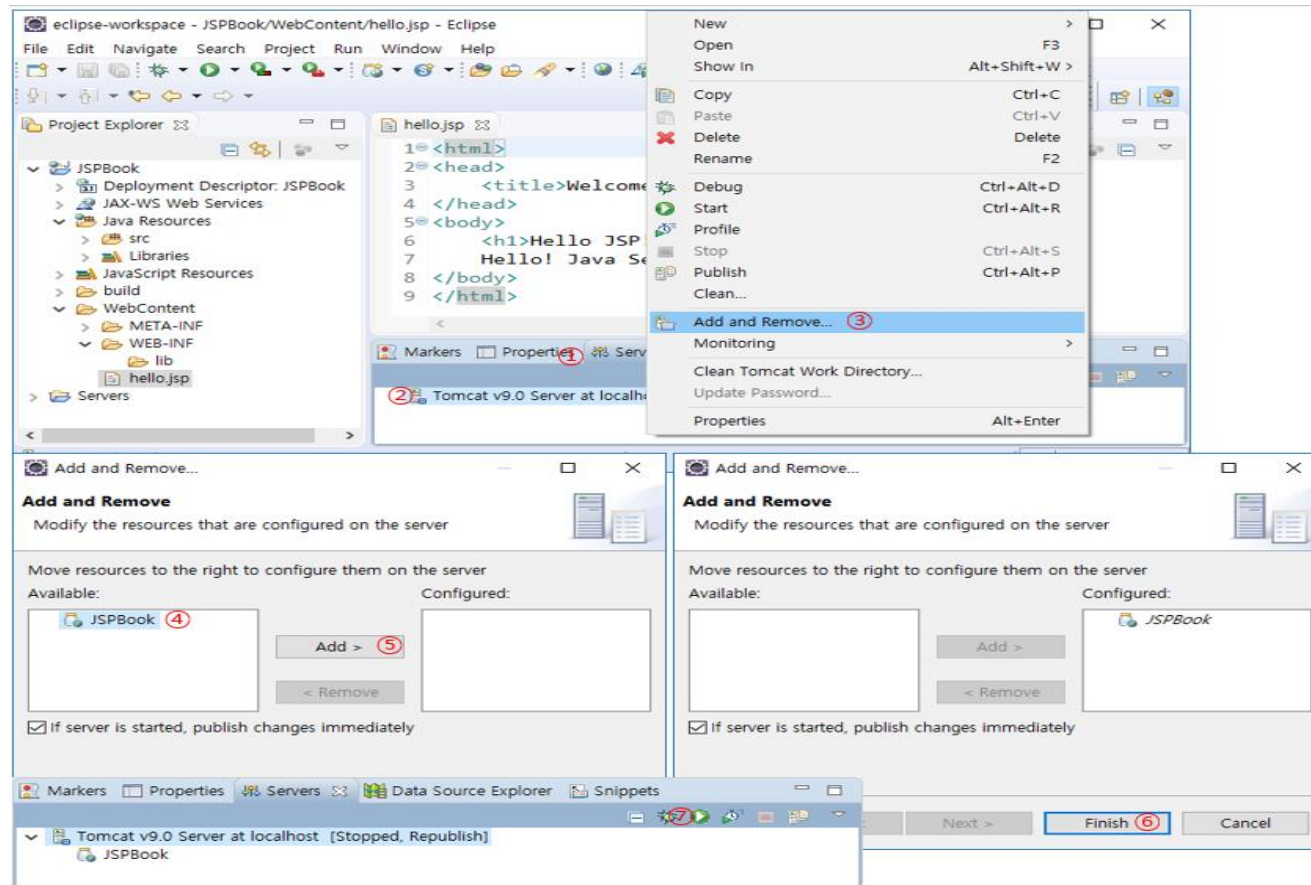 eclipse-workspace - JSPBook/WebContent/hello.jsp - Eclipse
File Edit Navigate Search Project Run Window Help
Project Explorer
JSPBook
Deployment Descriptor: JSPBook
JAX-WS Web Services
Java Resources
src
Libraries
JavaScript Resources
build
WebContent
META-INF
WEB-INF
lib
hello.jsp
Servers
hello.jsp
1 <html>
2 <head>
3 <title>Welcome
4 </head>
5 <body>
6 <h1>Hello JSP
7 Hello! Java Se
8 </body>
9 </html>
Markers Properties ① Serv
② Tomcat v9.0 Server at localh
New
Open F3
Show In Alt+Shift+W >
Copy Ctrl+C
Paste Ctrl+V
Delete Delete
Rename F2
Debug Ctrl+Alt+D
Start Ctrl+Alt+R
Profile
Stop Ctrl+Alt+S
Publish Ctrl+Alt+P
Clean...
Add and Remove... ③
Monitoring
Clean Tomcat Work Directory...
Update Password...
Properties Alt+Enter
Add and Remove...
Add and Remove
Modify the resources that are configured on the server
Move resources to the right to configure them on the server
Available: Configured:
JSPBook ④
Add > ⑤
< Remove
If server is started, publish changes immediately
Add and Remove...
Add and Remove
Modify the resources that are configured on the server
Move resources to the right to configure them on the server
Available: Configured:
JSPBook
Add >
< Remove
If server is started, publish changes immediately
Next > Finish ⑥ Cancel
Markers Properties Servers Data Source Explorer Snippets
⑦
Tomcat v9.0 Server at localhost [Stopped, Republish]
JSPBook